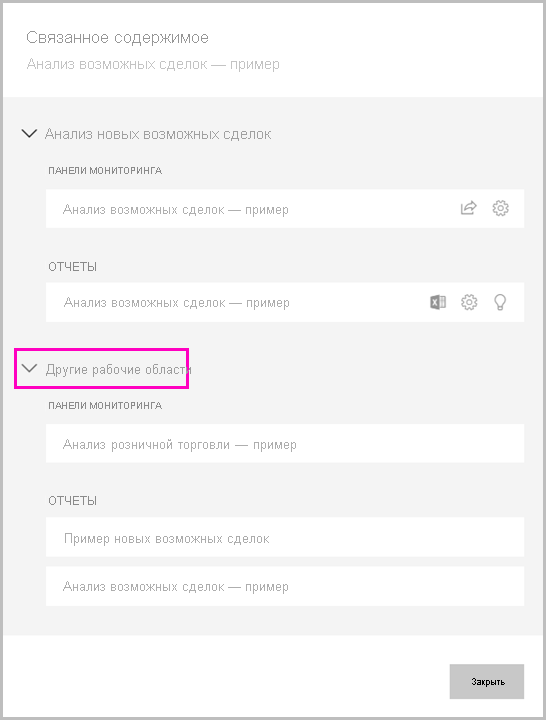 Связанное содержимое
Анализ возможных сделок — пример
Анализ новых возможных сделок
ПАНЕЛИ МОНИТОРИНГА
Анализ возможных сделок — пример
ОТЧЕТЫ
Анализ возможных сделок — пример
Другие рабочие области
ПАНЕЛИ МОНИТОРИНГА
Анализ розничной торговли — пример
ОТЧЕТЫ
Пример новых возможных сделок
Анализ возможных сделок — пример
Закрыть